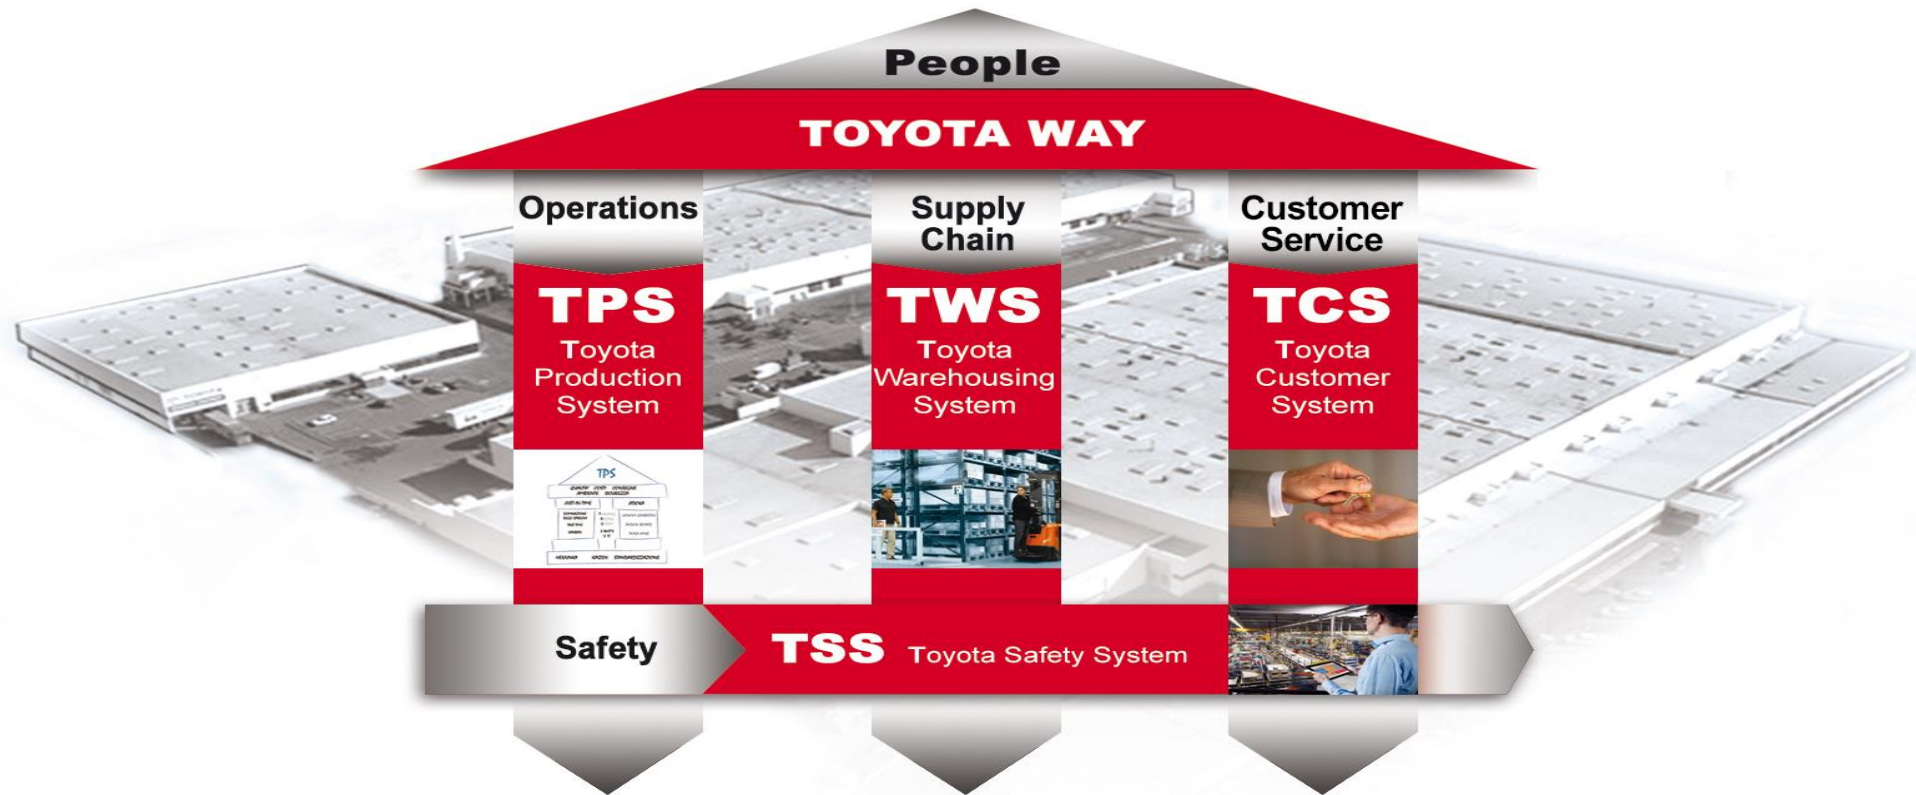 People
TOYOTA WAY
Operations
Supply
Chain
Customer
Service
TPS
Toyota
Production
System
TWS
Toyota
Warehousing
System
TCS
Toyota
Customer
System
TPS
Safety
TSS Toyota Safety System